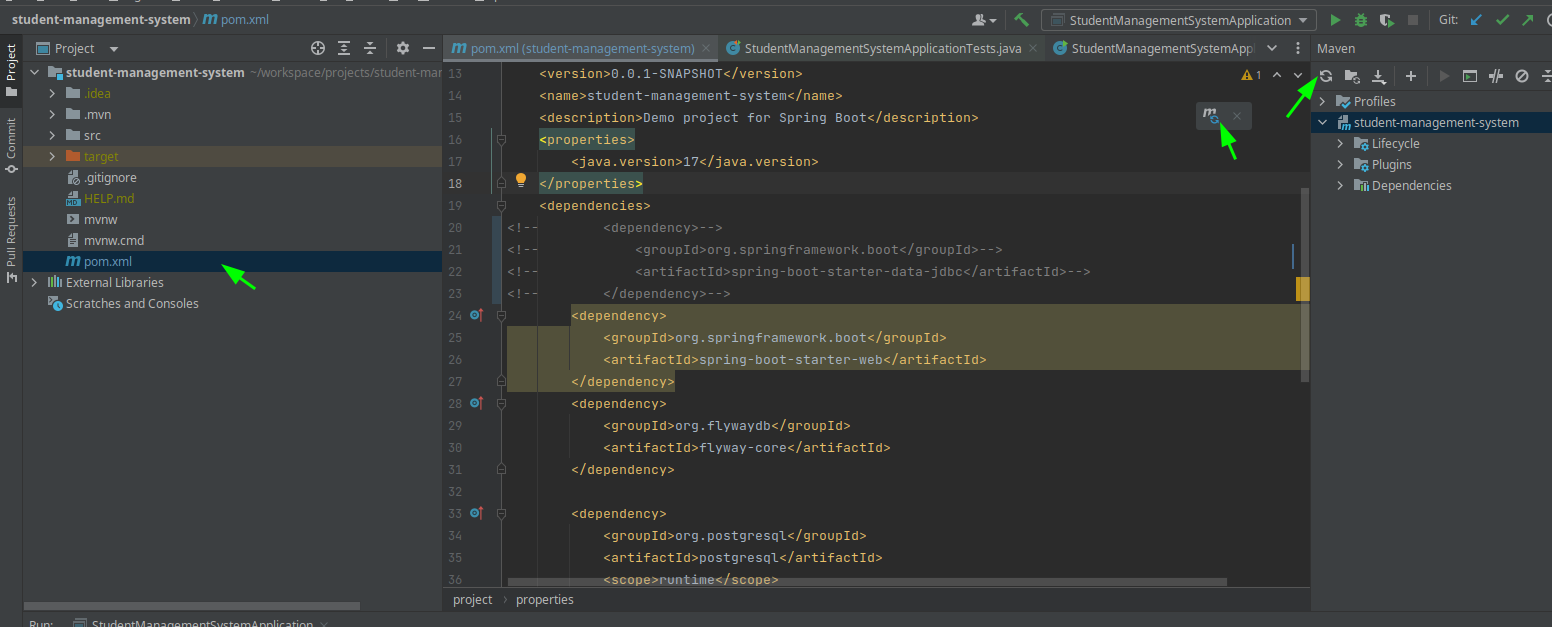 student-management-system pom.xml
StudentManagementSystemApplication
Git:
Project
Commit
Pull Requests
Project
student-management-system ~/workspace/projects/student-mar
.idea
.mvn
src
target
.gitignore
HELP.md
mvnw
mvnw.cmd
pom.xml
External Libraries
Scratches and Consoles
pom.xml (student-management-system)
StudentManagementSystemApplicationTests.java
StudentManagementSystemApp
1
13 <version>0.0.1-SNAPSHOT</version>
14 <name>student-management-system</name>
15 <description>Demo project for Spring Boot</description>
16 <properties>
17 <java.version>17</java.version>
18 </properties>
19 <dependencies>
20 <!-- <dependency>-->
21 <!-- <groupId>org.springframework.boot</groupId>-->
22 <!-- <artifactId>spring-boot-starter-data-jdbc</artifactId>-->
23 <!-- </dependency>-->
24 <dependency>
25 <groupId>org.springframework.boot</groupId>
26 <artifactId>spring-boot-starter-web</artifactId>
27 </dependency>
28 <dependency>
29 <groupId>org.flywaydb</groupId>
30 <artifactId>flyway-core</artifactId>
31 </dependency>
32
33 <dependency>
34 <groupId>org.postgresql</groupId>
35 <artifactId>postgresql</artifactId>
36 <scope>runtime</scope>
project properties
Maven
Profiles
student-management-system
Lifecycle
Plugins
Dependencies
Run: StudentManagementSystemApplication